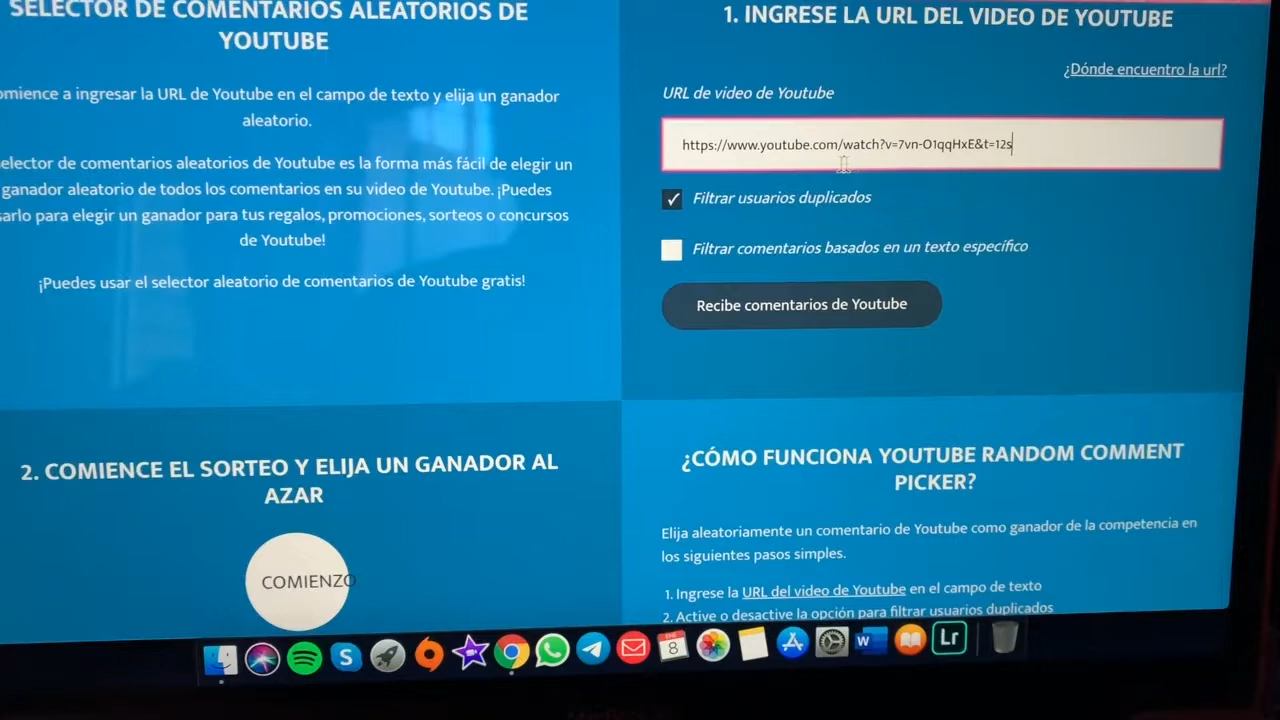 SELECTOR DE COMENTARIOS ALEATORIOS DE
YOUTUBE
a ingresar la URL de Youtube en el campo de texto y elija un ganador
aleatorio.
de comentarios aleatorios de Youtube es la forma más fácil de elegir un
ganador aleatorio de todos los comentarios en su video de Youtube. ¡Puedes
para elegir un ganador para tus regalos, promociones, sorteos o concursos
de Youtube!
¡Puedes usar el selector aleatorio de comentarios de Youtube gratis!
1. INGRESE LA URL DEL VIDEO DE YOUTUBE
¿Dónde encuentro la url?
URL de video de Youtube
https://www.youtube.com/watch?v=7vn-O1qqHxE&t=12s
Filtrar usuarios duplicados
Filtrar comentarios basados en un texto específico
Recibe comentarios de Youtube
2. COMIENCE EL SORTEO Y ELIJA UN GANADOR AL
AZAR
COMIENZO
¿CÓMO FUNCIONA YOUTUBE RANDOM COMMENT
PICKER?
Elija aleatoriamente un comentario de Youtube como ganador de la competencia en
los siguientes pasos simples.
1. Ingrese la URL del video de Youtube en el campo de texto
2. Active o desactive la opción para filtrar usuarios duplicados
S
8
W
Lr